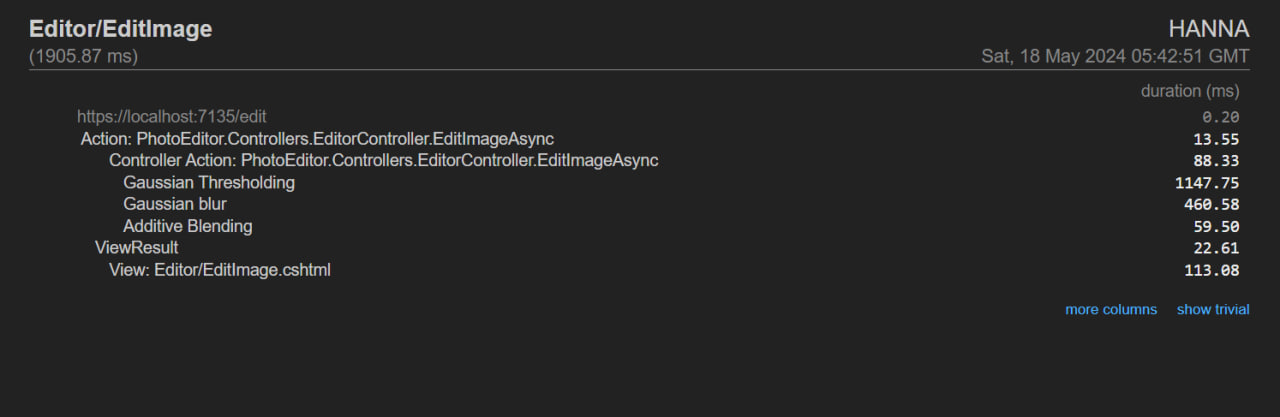 Editor/EditImage HANNA
(1905.87 ms) Sat, 18 May 2024 05:42:51 GMT
duration (ms)
https://localhost:7135/edit 0.20
Action: PhotoEditor.Controllers.EditorController.EditImageAsync 13.55
Controller Action: PhotoEditor.Controllers.EditorController.EditImageAsync 88.33
Gaussian Thresholding 1147.75
Gaussian blur 460.58
Additive Blending 59.50
ViewResult 22.61
View: Editor/EditImage.cshtml 113.08
more columns show trivial